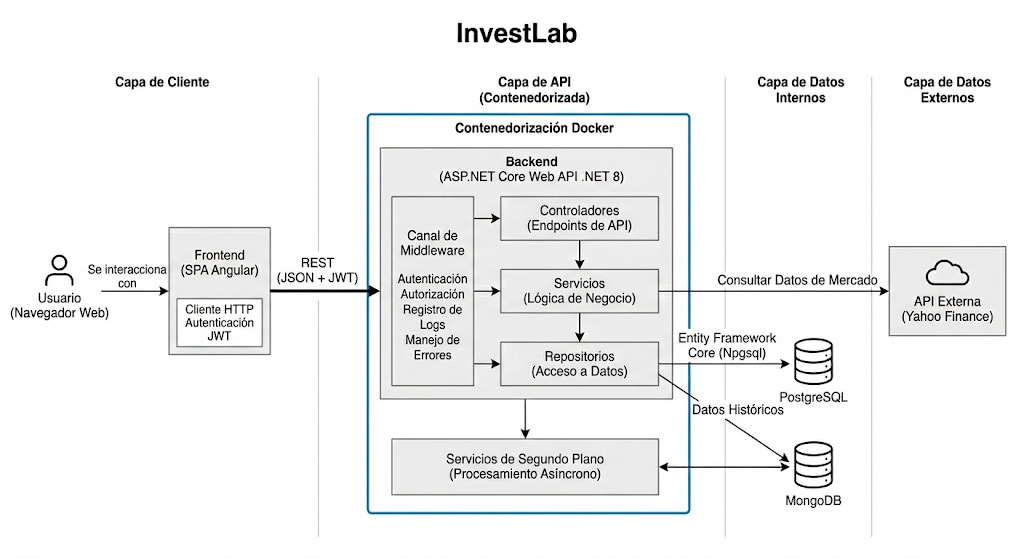 InvestLab
Capa de Cliente
Capa de API
(Contenedorizada)
Capa de Datos
Internos
Capa de Datos
Externos
Contenedorización Docker
Backend
(ASP.NET Core Web API .NET 8)
Usuario
(Navegador Web)
Se interacciona
con
Frontend
(SPA Angular)
Cliente HTTP
Autenticación
JWT
REST
(JSON + JWT)
Canal de
Middleware
Autenticación
Autorización
Registro de
Logs
Manejo de
Errores
Controladores
(Endpoints de API)
Servicios
(Lógica de Negocio)
Repositorios
(Acceso a Datos)
Servicios de Segundo Plano
(Procesamiento Asíncrono)
Consultar Datos de Mercado
Entity Framework
Core (Npgsql)
PostgreSQL
Datos Históricos
MongoDB
API Externa
(Yahoo Finance)